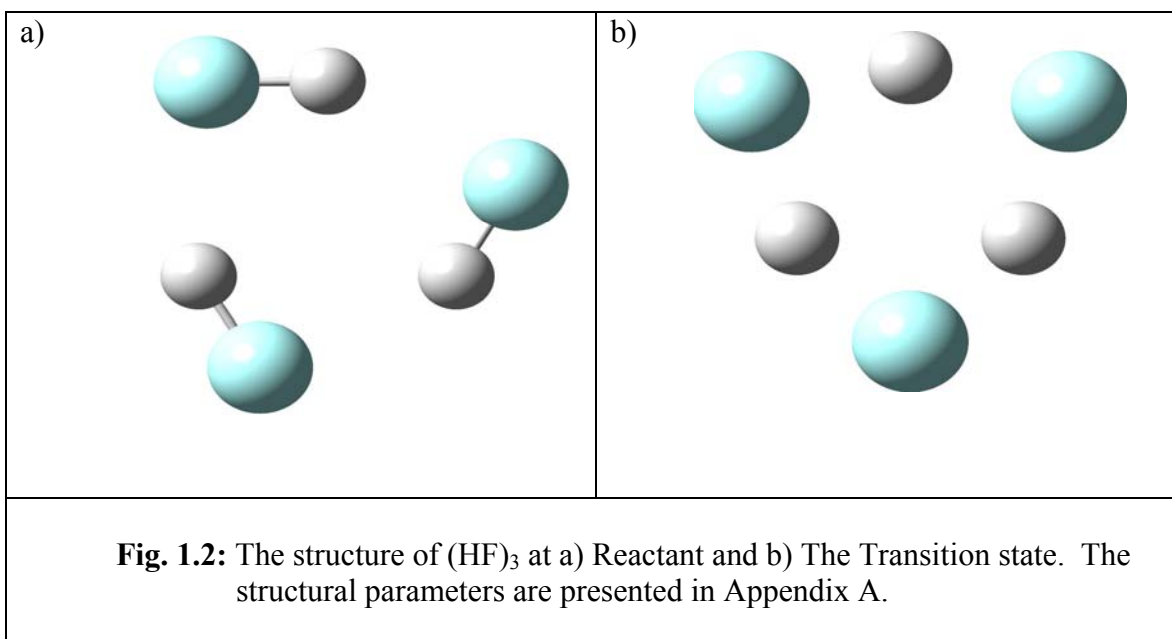 a)
b)
Fig. 1.2: The structure of (HF)₃ at a) Reactant and b) The Transition state. The
structural parameters are presented in Appendix A.